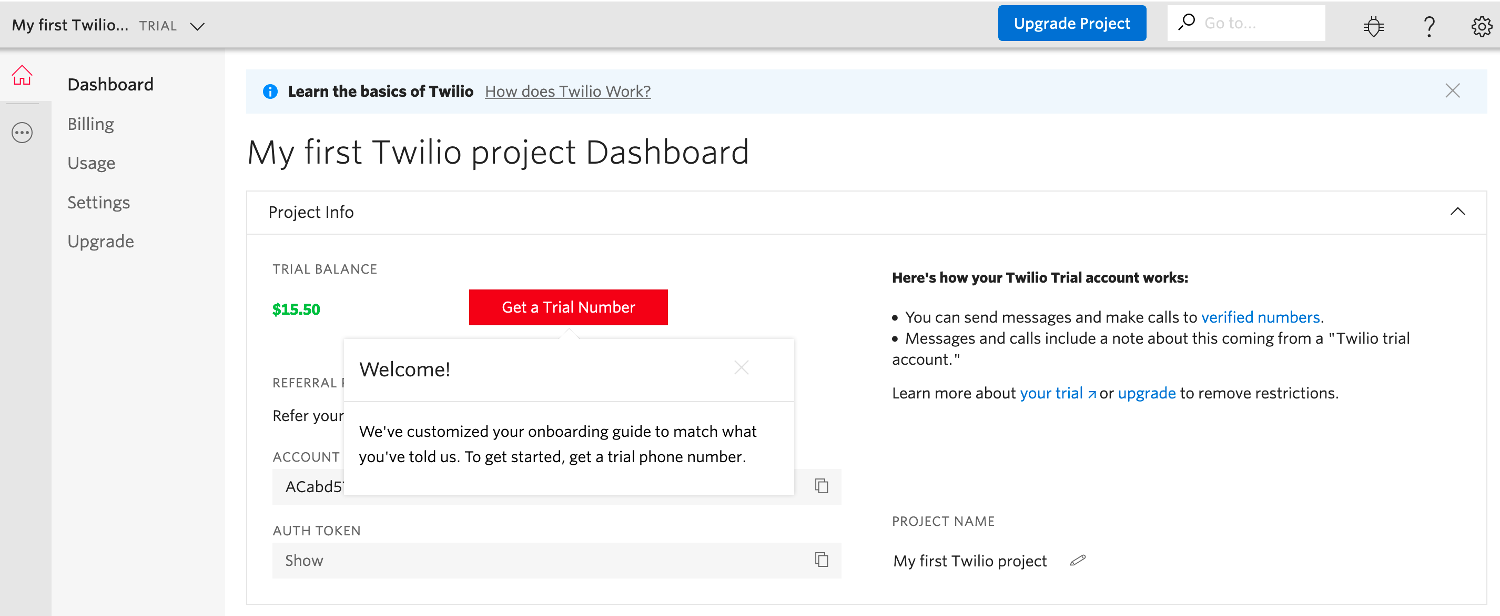 My first Twilio... TRIAL
Upgrade Project
Go to...
Dashboard
Billing
Usage
Settings
Upgrade
Learn the basics of Twilio How does Twilio Work?
My first Twilio project Dashboard
Project Info
TRIAL BALANCE
$15.50
Get a Trial Number
Welcome!
We've customized your onboarding guide to match what
you've told us. To get started, get a trial phone number.
REFERRAL
Refer your
ACCOUNT
ACabd5
AUTH TOKEN
Show
Here's how your Twilio Trial account works:
• You can send messages and make calls to verified numbers.
• Messages and calls include a note about this coming from a "Twilio trial
account."
Learn more about your trial or upgrade to remove restrictions.
PROJECT NAME
My first Twilio project